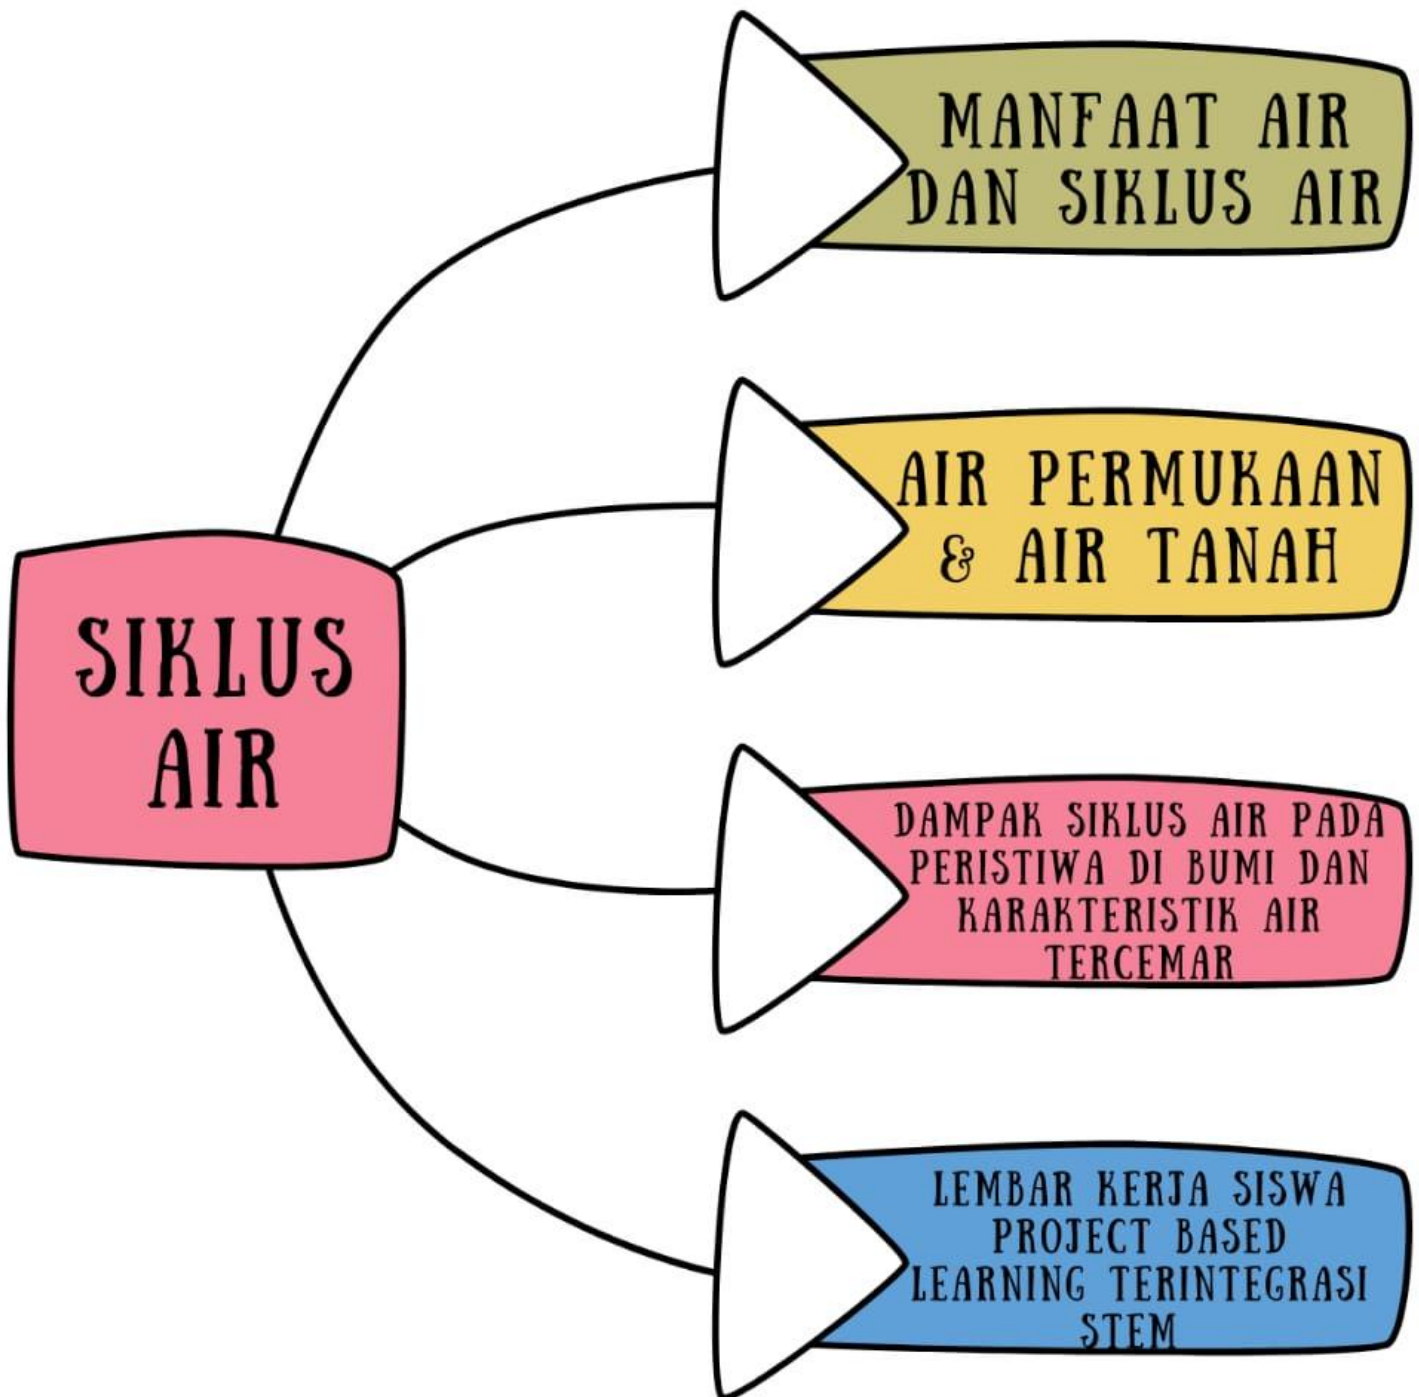 SIKLUS
AIR
MANFAAT AIR
DAN SIKLUS AIR
AIR PERMUKAAN
& AIR TANAH
DAMPAK SIKLUS AIR PADA
PERISTIWA DI BUMI DAN
KARAKTERISTIK AIR
TERCEMAR
LEMBAR KERJA SISWA
PROJECT BASED
LEARNING TERINTEGRASI
STEM